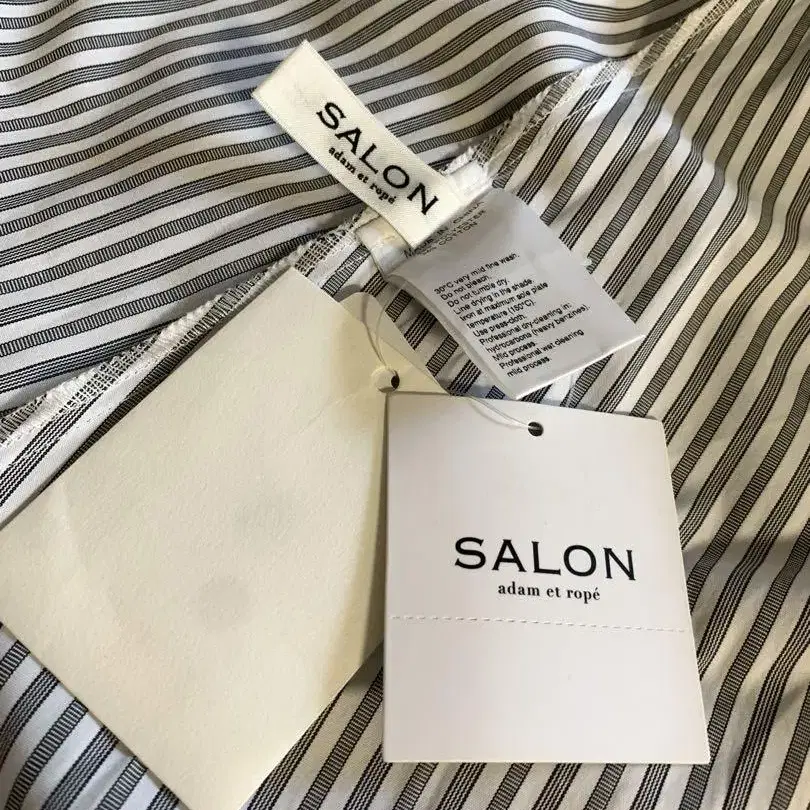 SALON
adam et ropé
COTTON
30°C very mild fine wash
Do not bleach.
Do not tumble dry.
Line drying in the shade
Iron at maximum sole plate
temperature (150°C).
Use press-cloth.
Professional dry-cleaning in:
hydrocarbons (heavy benzines).
Mild process.
Professional wet cleaning
mild process
SALON
adam et ropé